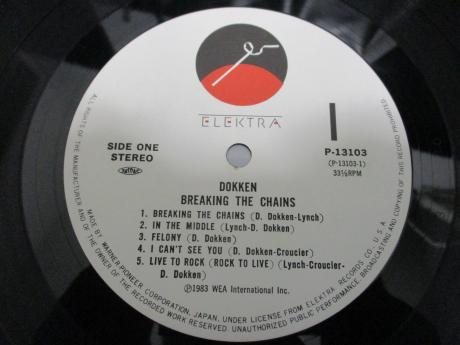 ELEKTRA
SIDE ONE
STEREO
I
P-13103
(P-13103-1)
33⅓RPM
DOKKEN
BREAKING THE CHAINS
1. BREAKING THE CHAINS (D. Dokken-Lynch)
2. IN THE MIDDLE (Lynch-D. Dokken)
3. FELONY (D. Dokken)
4. I CAN'T SEE YOU (D. Dokken-Croucier)
5. LIVE TO ROCK (ROCK TO LIVE) (Lynch-Croucier-
D. Dokken)
Ⓟ1983 WEA International Inc.
ALL RIGHTS OF THE MANUFACTURER AND OF THE OWNER OF THE RECORDED WORK RESERVED. UNAUTHORIZED PUBLIC PERFORMANCE, BROADCASTING AND COPYING OF THIS RECORD PROHIBITED.
MADE BY WARNER-PIONEER CORPORATION, JAPAN, UNDER LICENSE FROM ELEKTRA RECORDS CO., U.S.A.